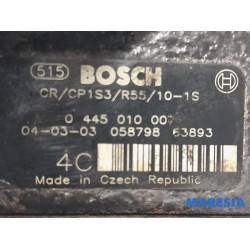 515 BOSCH
CR/CP1S3/R55/10-1S
0 445 010 007
04-03-03 058798 63893
4C
Made in Czech Republic
MORESIA